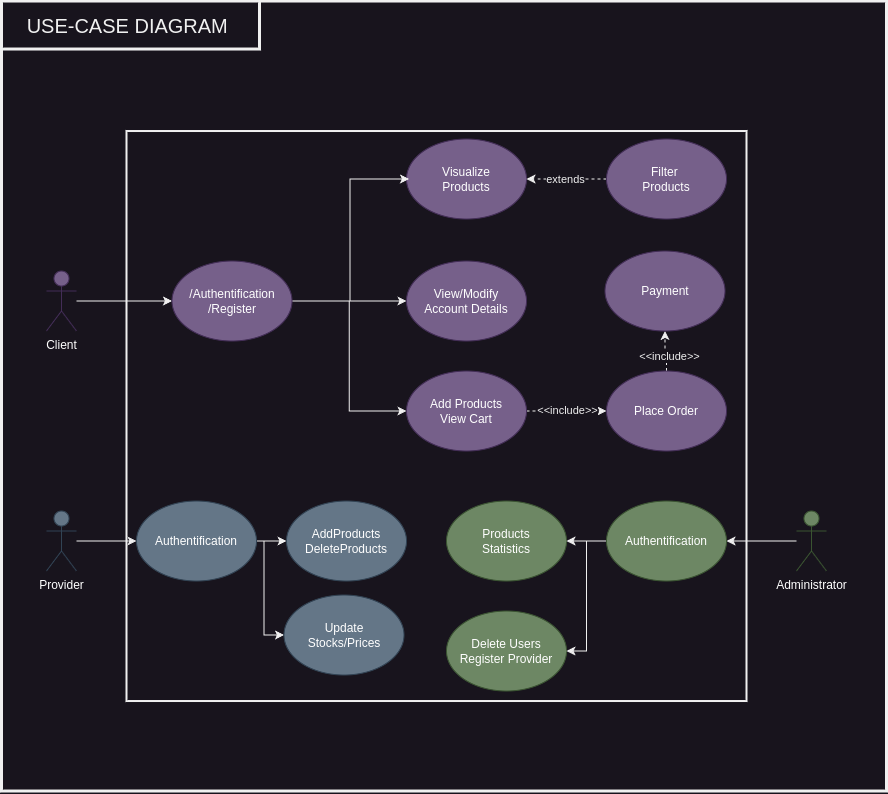 USE-CASE DIAGRAM
Visualize
Products
extends
Filter
Products
/Authentification
/Register
View/Modify
Account Details
Payment
<<include>>
Client
Add Products
View Cart
<<include>>
Place Order
Authentification
AddProducts
DeleteProducts
Products
Statistics
Authentification
Provider
Administrator
Update
Stocks/Prices
Delete Users
Register Provider